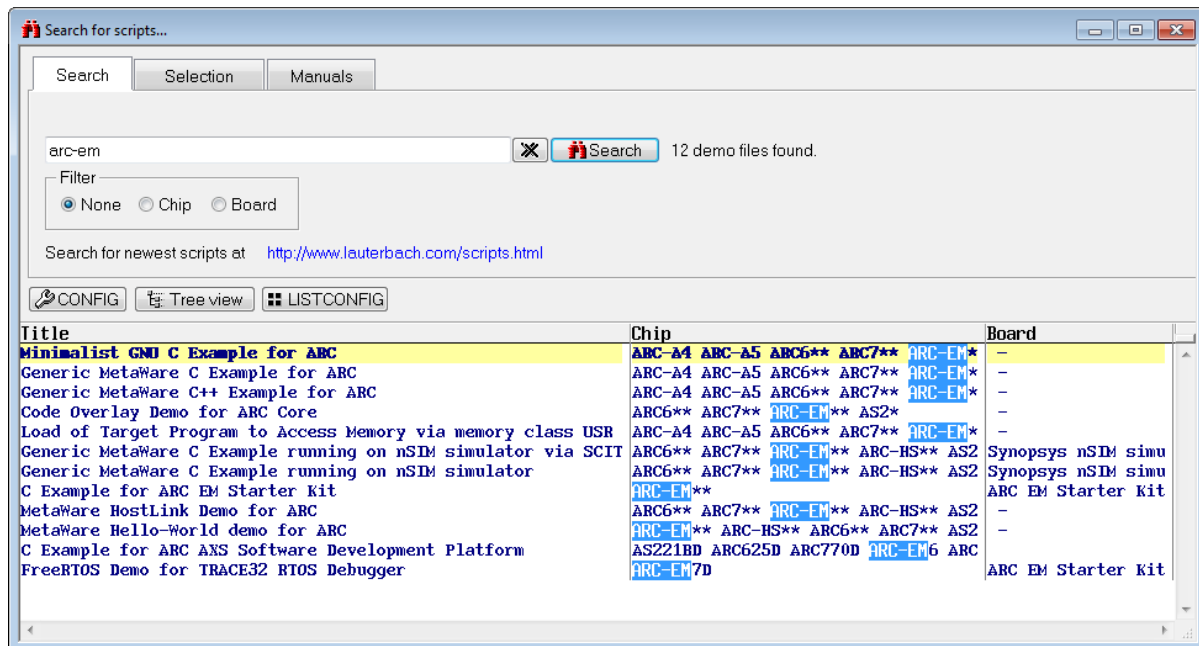 Search for scripts...
Search Selection Manuals
arc-em Search 12 demo files found.
Filter
None Chip Board
Search for newest scripts at http://www.lauterbach.com/scripts.html
CONFIG Tree view LISTCONFIG
Title Chip Board
Minimalist GNU C Example for ARC ARC-A4 ARC-A5 ARC6** ARC7** ARC-EM* -
Generic MetaWare C Example for ARC ARC-A4 ARC-A5 ARC6** ARC7** ARC-EM* -
Generic MetaWare C++ Example for ARC ARC-A4 ARC-A5 ARC6** ARC7** ARC-EM* -
Code Overlay Demo for ARC Core ARC6** ARC7** ARC-EM** AS2* -
Load of Target Program to Access Memory via memory class USR ARC-A4 ARC-A5 ARC6** ARC7** ARC-EM* -
Generic MetaWare C Example running on nSIM simulator via SCIT ARC6** ARC7** ARC-EM** ARC-HS** AS2 Synopsys nSIM simu
Generic MetaWare C Example running on nSIM simulator ARC6** ARC7** ARC-EM** ARC-HS** AS2 Synopsys nSIM simu
C Example for ARC EM Starter Kit ARC-EM** ARC EM Starter Kit
MetaWare HostLink Demo for ARC ARC6** ARC7** ARC-EM** ARC-HS** AS2 -
MetaWare Hello-World demo for ARC ARC-EM** ARC-HS** ARC6** ARC7** AS2 -
C Example for ARC AXS Software Development Platform AS221BD ARC625D ARC770D ARC-EM6 ARC
FreeRTOS Demo for TRACE32 RTOS Debugger ARC-EM7D ARC EM Starter Kit